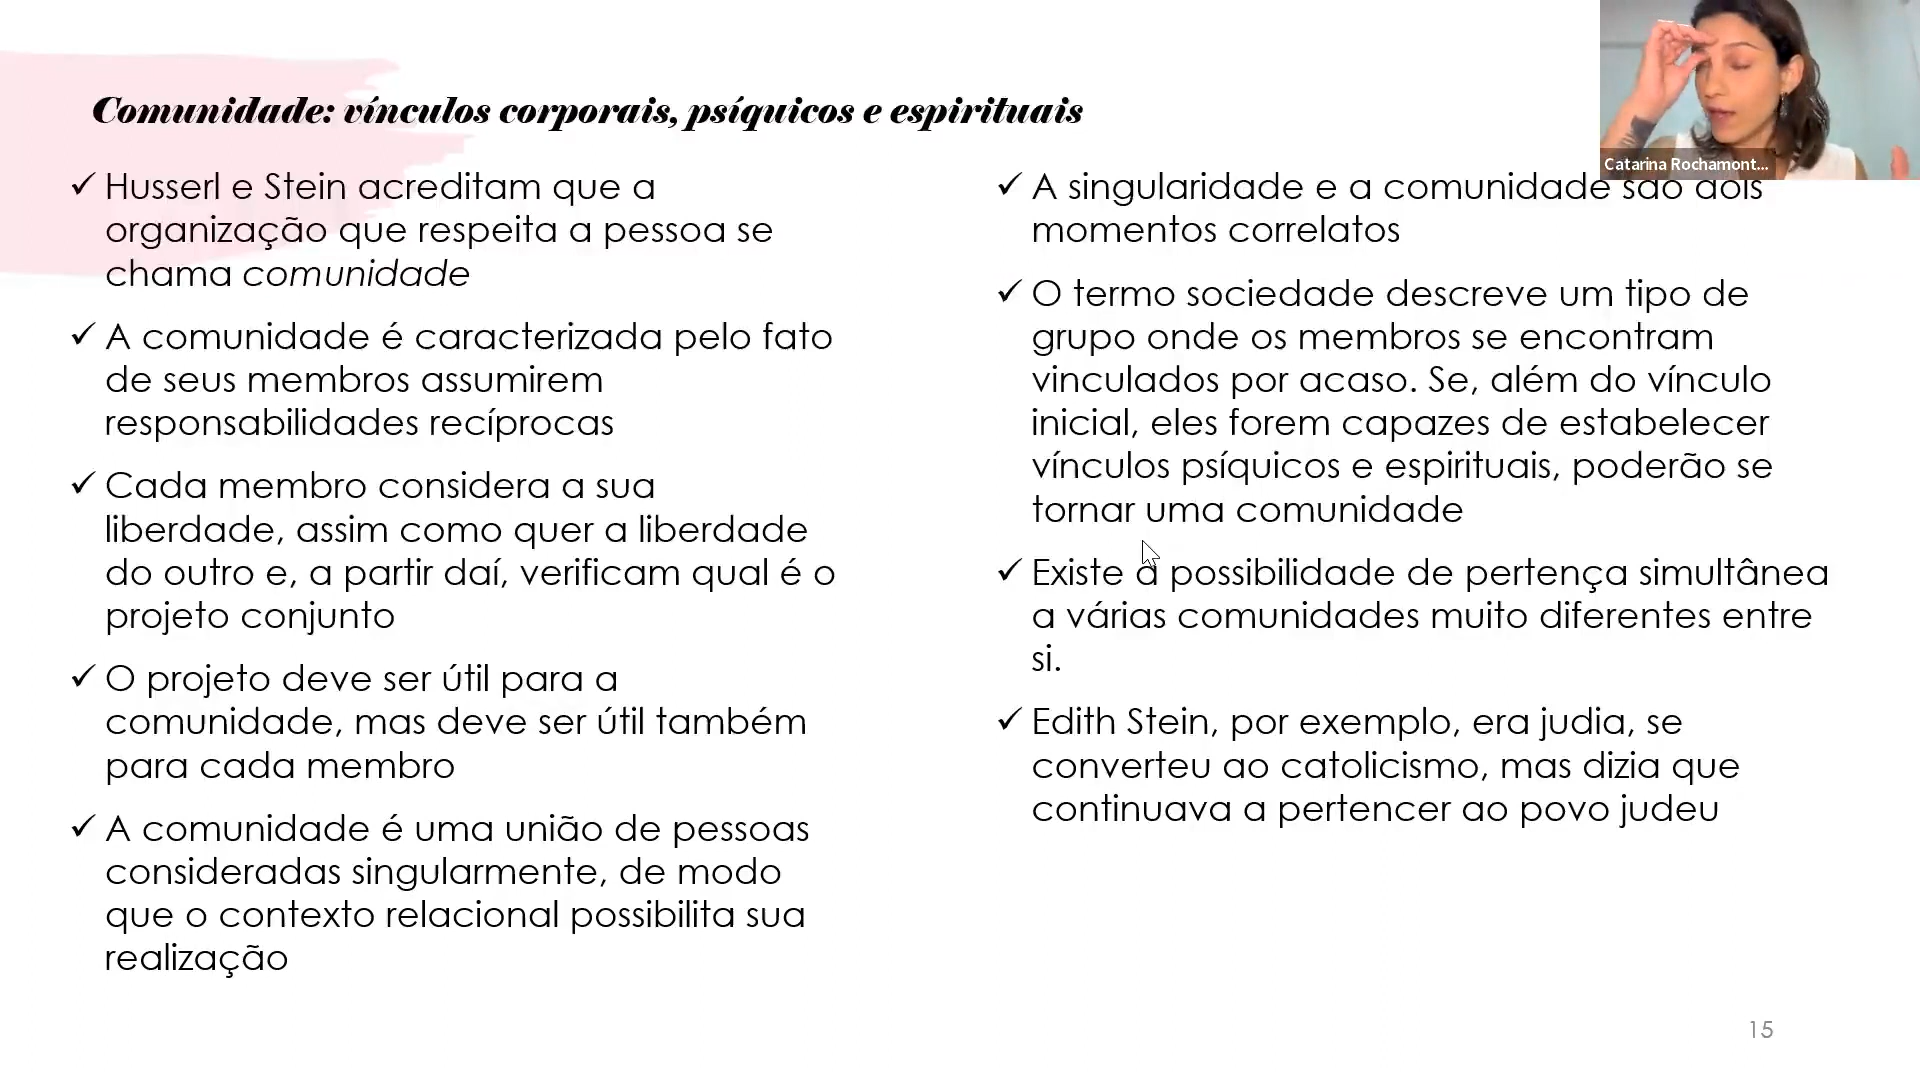 Comunidade: vínculos corporais, psíquicos e espirituais
✓ Husserl e Stein acreditam que a
organização que respeita a pessoa se
chama comunidade
✓ A comunidade é caracterizada pelo fato
de seus membros assumirem
responsabilidades recíprocas
✓ Cada membro considera a sua
liberdade, assim como quer a liberdade
do outro e, a partir daí, verificam qual é o
projeto conjunto
✓ O projeto deve ser útil para a
comunidade, mas deve ser útil também
para cada membro
✓ A comunidade é uma união de pessoas
consideradas singularmente, de modo
que o contexto relacional possibilita sua
realização
✓ A singularidade e a comunidade são dois
momentos correlatos
✓ O termo sociedade descreve um tipo de
grupo onde os membros se encontram
vinculados por acaso. Se, além do vínculo
inicial, eles forem capazes de estabelecer
vínculos psíquicos e espirituais, poderão se
tornar uma comunidade
✓ Existe a possibilidade de pertença simultânea
a várias comunidades muito diferentes entre
si.
✓ Edith Stein, por exemplo, era judia, se
converteu ao catolicismo, mas dizia que
continuava a pertencer ao povo judeu
Catarina Rochamont...
15